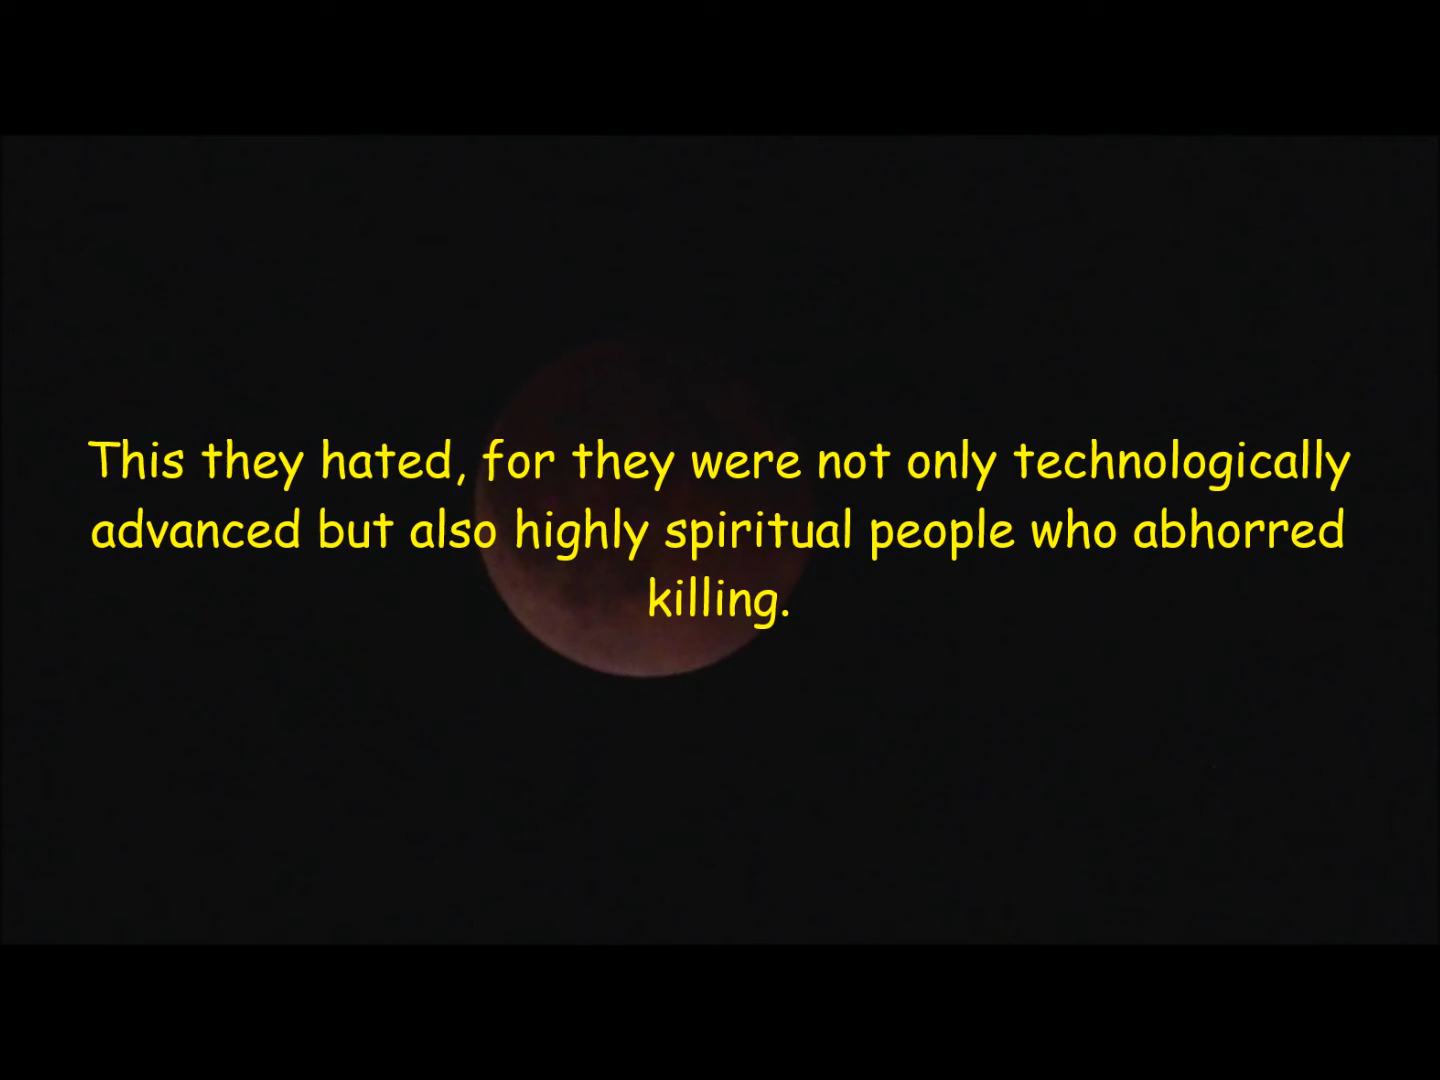 This they hated, for they were not only technologically
advanced but also highly spiritual people who abhorred
killing.